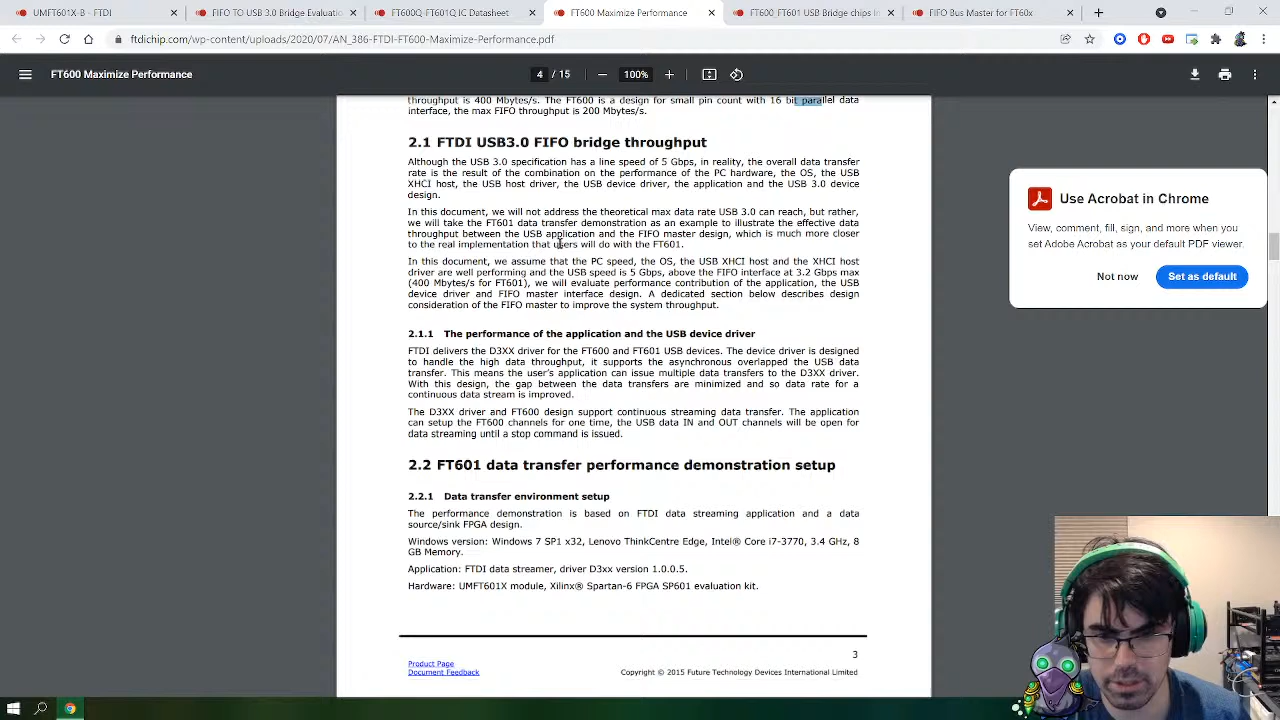 UMFT601X-B - FTDI
FIFO TO USB 3.0 Bridge Evaluation
FT600Q-FT601Q IC Datasheet
FT600 Maximize Performance
FT600_FT601 USB Bridge chips In
FIFO Bus Master for FT60x
ftdichip.com/wp-content/uploads/2020/07/AN_386-FTDI-FT600-Maximize-Performance.pdf
FT600 Maximize Performance
4 / 15
100%
throughput is 400 Mbytes/s. The FT600 is a design for small pin count with 16 bit parallel data
interface, the max FIFO throughput is 200 Mbytes/s.
2.1 FTDI USB3.0 FIFO bridge throughput
Although the USB 3.0 specification has a line speed of 5 Gbps, in reality, the overall data transfer
rate is the result of the combination on the performance of the PC hardware, the OS, the USB
XHCI host, the USB host driver, the USB device driver, the application and the USB 3.0 device
design.
In this document, we will not address the theoretical max data rate USB 3.0 can reach, but rather,
we will take the FT601 data transfer demonstration as an example to illustrate the effective data
throughput between the USB application and the FIFO master design, which is much more closer
to the real implementation that users will do with the FT601.
In this document, we assume that the PC speed, the OS, the USB XHCI host and the XHCI host
driver are well performing and the USB speed is 5 Gbps, above the FIFO interface at 3.2 Gbps max
(400 Mbytes/s for FT601), we will evaluate performance contribution of the application, the USB
device driver and FIFO master interface design. A dedicated section below describes design
consideration of the FIFO master to improve the system throughput.
2.1.1 The performance of the application and the USB device driver
FTDI delivers the D3XX driver for the FT600 and FT601 USB devices. The device driver is designed
to handle the high data throughput, it supports the asynchronous overlapped the USB data
transfer. This means the user's application can issue multiple data transfers to the D3XX driver.
With this design, the gap between the data transfers are minimized and so data rate for a
continuous data stream is improved.
The D3XX driver and FT600 design support continuous streaming data transfer. The application
can setup the FT600 channels for one time, the USB data IN and OUT channels will be open for
data streaming until a stop command is issued.
2.2 FT601 data transfer performance demonstration setup
2.2.1 Data transfer environment setup
The performance demonstration is based on FTDI data streaming application and a data
source/sink FPGA design.
Windows version: Windows 7 SP1 x32, Lenovo ThinkCentre Edge, Intel® Core i7-3770, 3.4 GHz, 8
GB Memory.
Application: FTDI data streamer, driver D3xx version 1.0.0.5.
Hardware: UMFT601X module, Xilinx® Spartan-6 FPGA SP601 evaluation kit.
3
Product Page
Document Feedback
Copyright © 2015 Future Technology Devices International Limited
Use Acrobat in Chrome
View, comment, fill, sign, and more when you
set Adobe Acrobat as your default PDF viewer.
Not now
Set as default